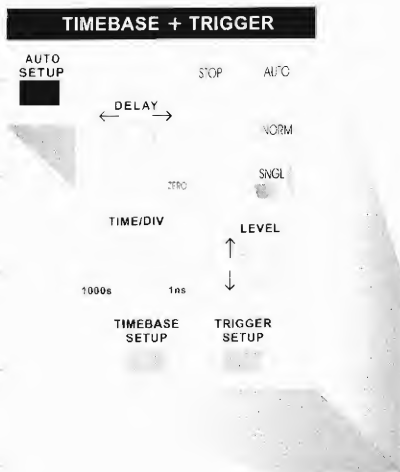 TIMEBASE + TRIGGER
AUTO
SETUP
STOP
AUTO
DELAY
NORM
ZERO
SNGL
TIME/DIV
LEVEL
1000s
1ns
TIMEBASE
SETUP
TRIGGER
SETUP